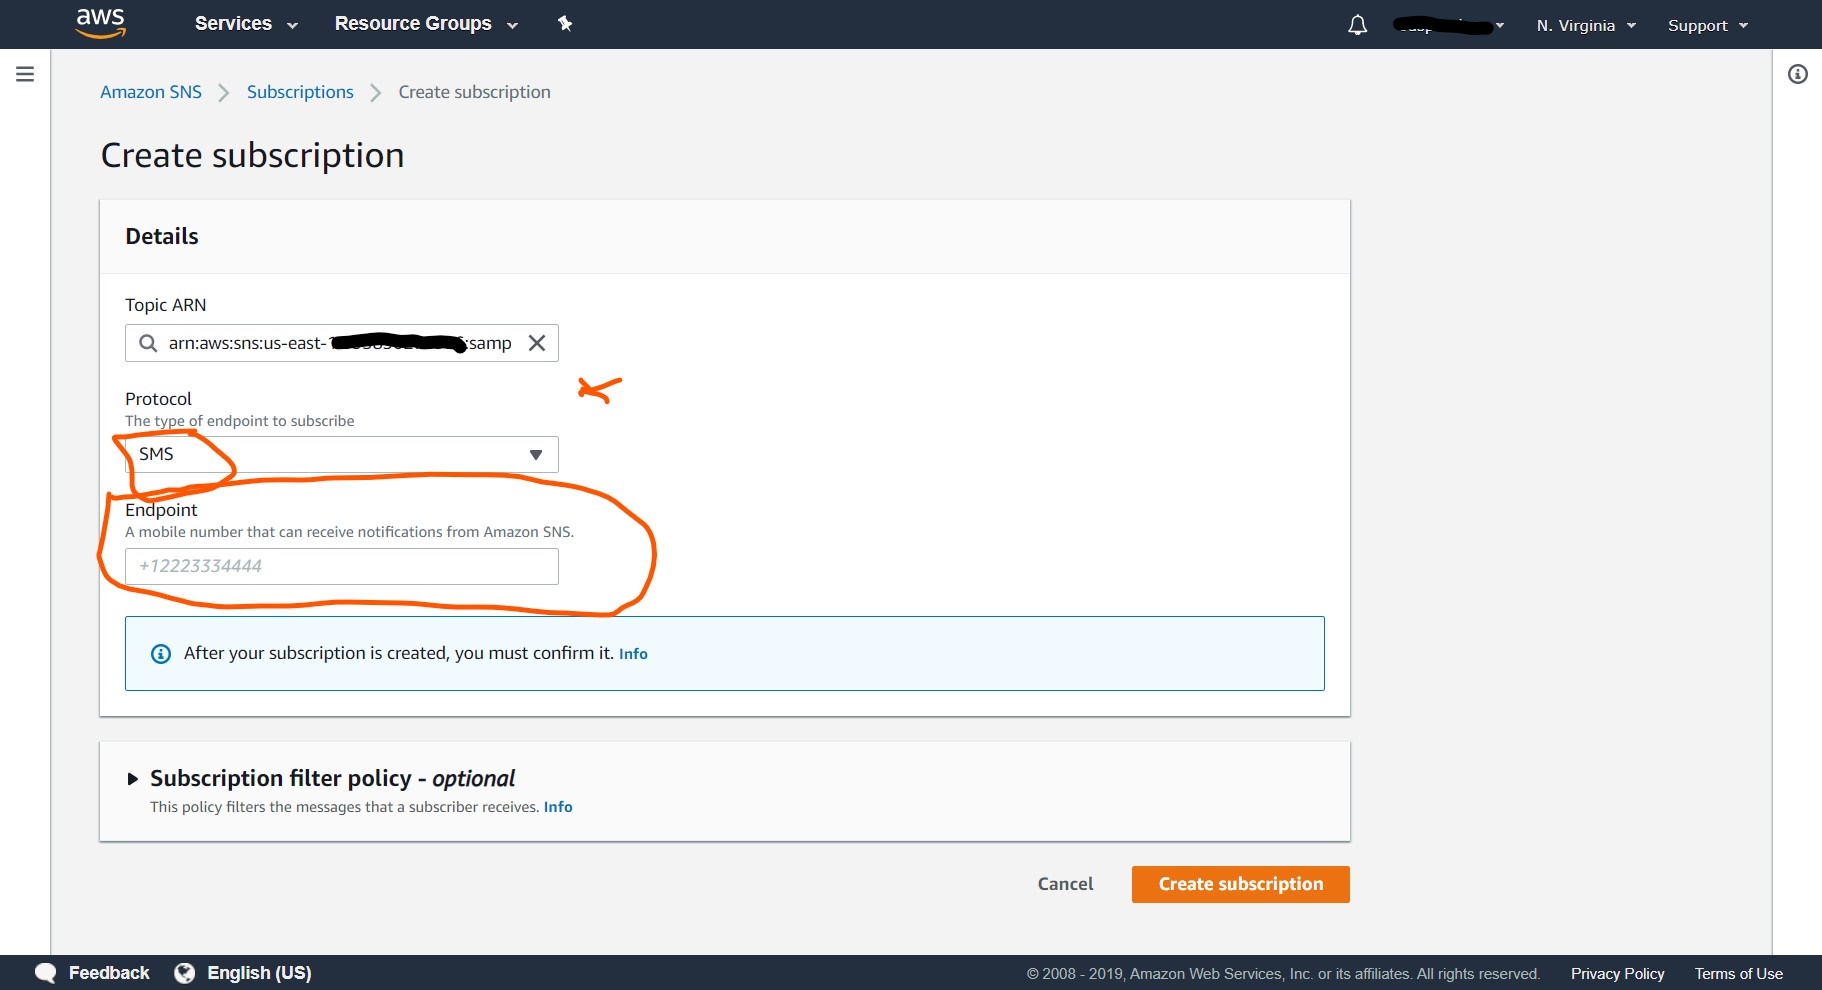 aws Services Resource Groups N. Virginia Support
Amazon SNS Subscriptions Create subscription
Create subscription
Details
Topic ARN
arn:aws:sns:us-east- :samp
Protocol
The type of endpoint to subscribe
SMS
Endpoint
A mobile number that can receive notifications from Amazon SNS.
+12223334444
After your subscription is created, you must confirm it. Info
Subscription filter policy - optional
This policy filters the messages that a subscriber receives. Info
Cancel Create subscription
Feedback English (US) © 2008 - 2019, Amazon Web Services, Inc. or its affiliates. All rights reserved. Privacy Policy Terms of Use